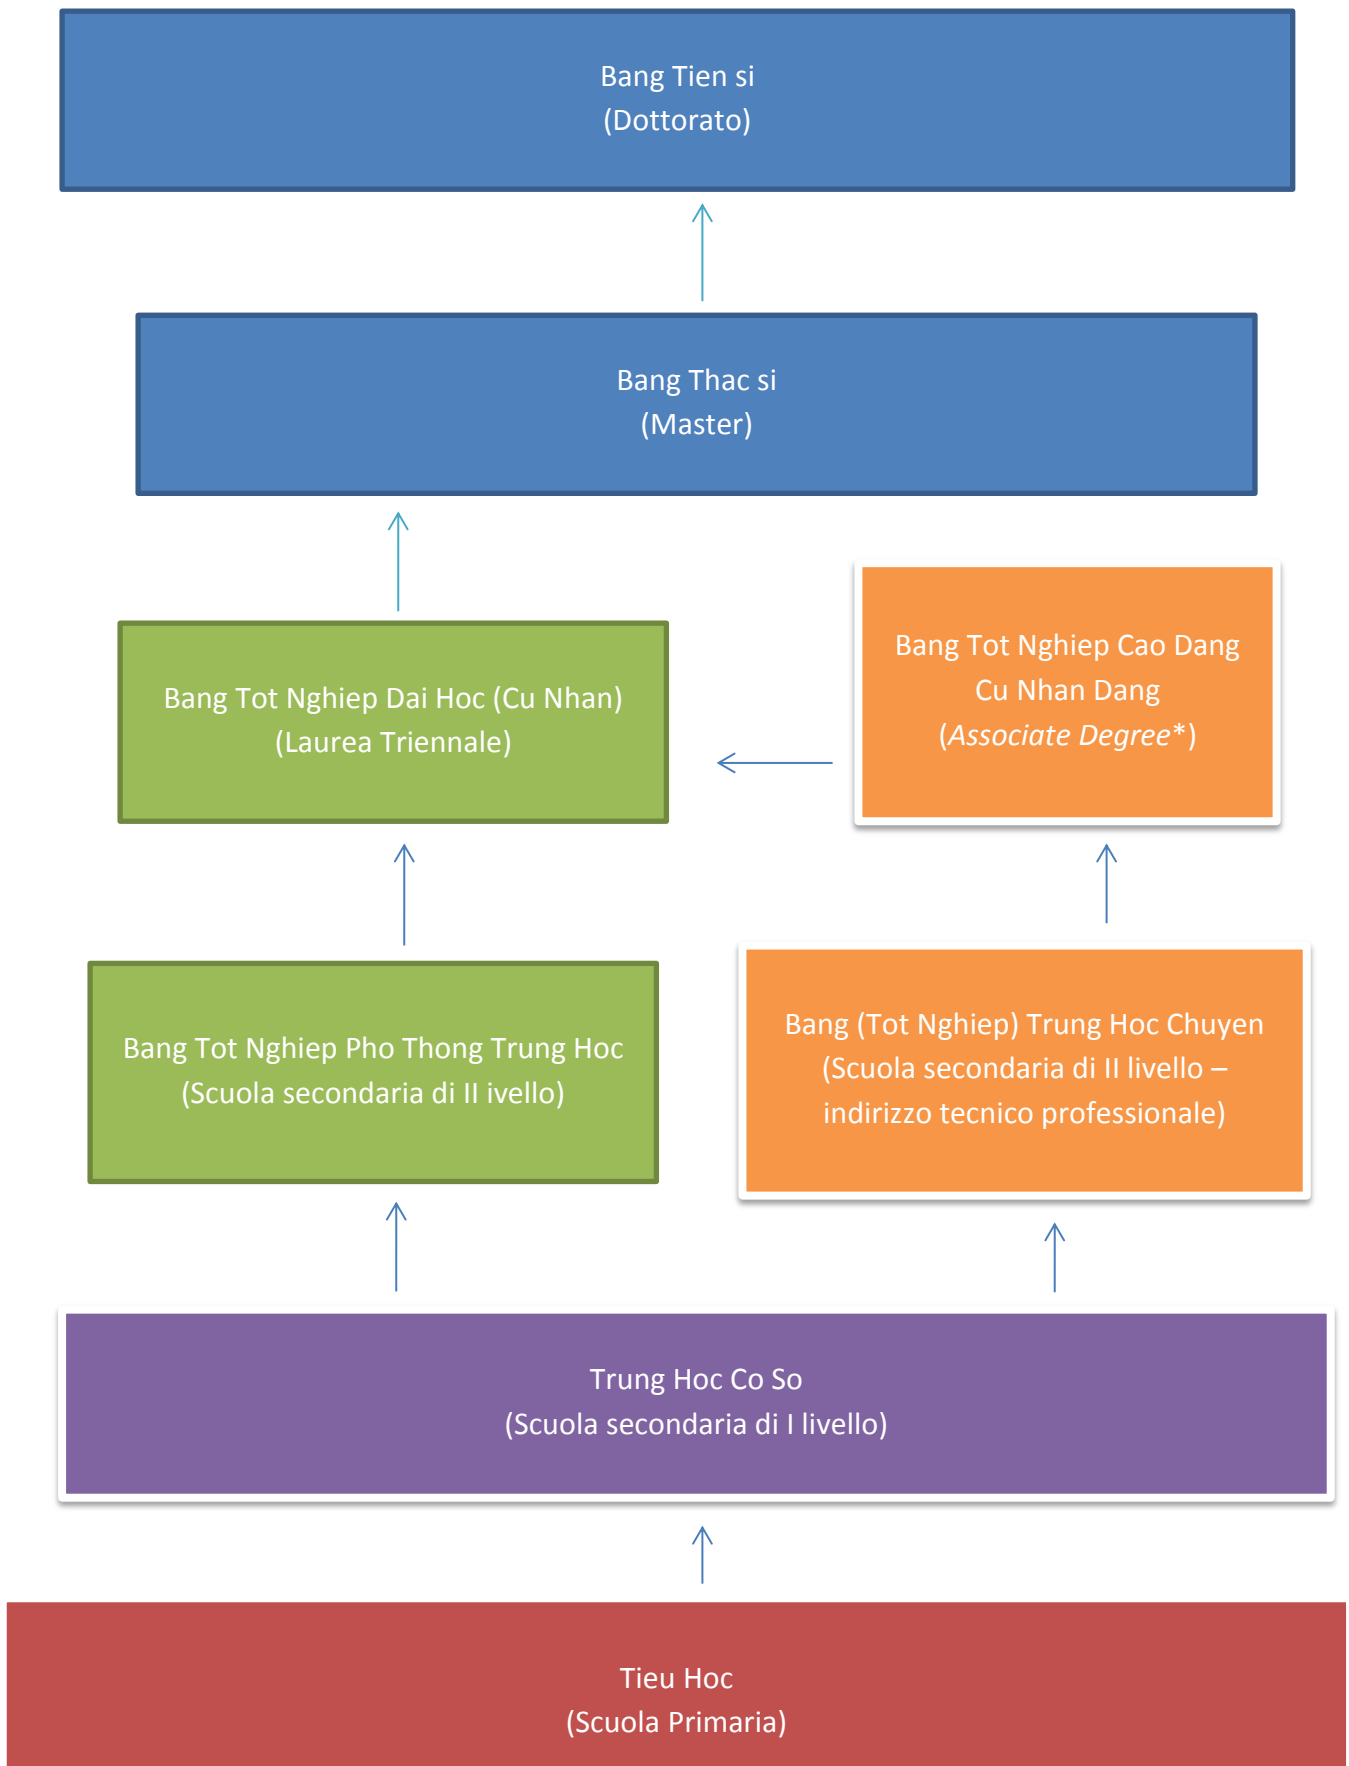 Bang Tien si
(Dottorato)
Bang Thac si
(Master)
Bang Tot Nghiep Dai Hoc (Cu Nhan)
(Laurea Triennale)
Bang Tot Nghiep Cao Dang
Cu Nhan Dang
(Associate Degree*)
Bang Tot Nghiep Pho Thong Trung Hoc
(Scuola secondaria di II ivello)
Bang (Tot Nghiep) Trung Hoc Chuyen
(Scuola secondaria di II livello –
indirizzo tecnico professionale)
Trung Hoc Co So
(Scuola secondaria di I livello)
Tieu Hoc
(Scuola Primaria)